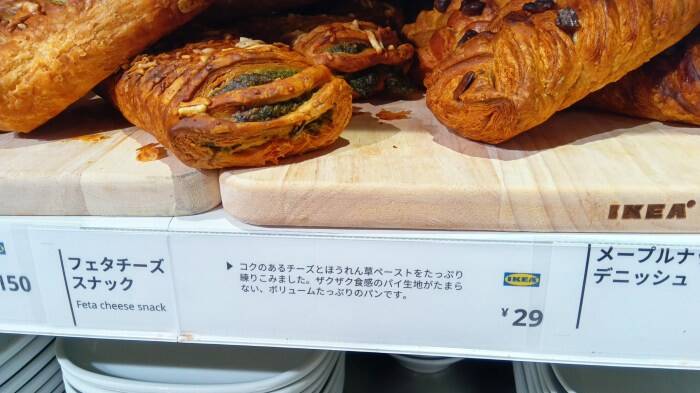 IKEA
150
フェタチーズ
スナック
Feta cheese snack
▶ コクのあるチーズとほうれん草ペーストをたっぷり
練りこみました。ザクザク食感のパイ生地がたまら
ない、ボリュームたっぷりのパンです。
IKEA
¥29
メープルナッ
デニッシュ